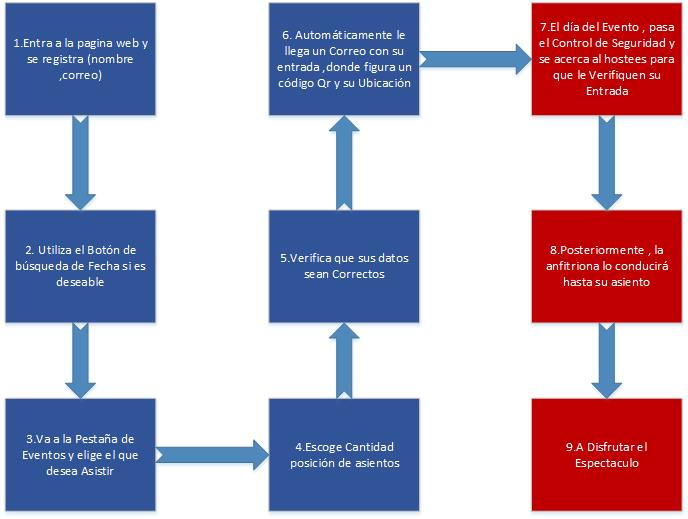 1.Entra a la pagina web y
se registra (nombre
,correo)
2. Utiliza el Botón de
búsqueda de Fecha si es
deseable
3.Va a la Pestaña de
Eventos y elige el que
desea Asistir
4.Escoge Cantidad
posición de asientos
5.Verifica que sus datos
sean Correctos
6. Automáticamente le
llega un Correo con su
entrada ,donde figura un
código Qr y su Ubicación
7.El día del Evento , pasa
el Control de Seguridad y
se acerca al hostees para
que le Verifiquen su
Entrada
8.Posteriormente , la
anfitriona lo conducirá
hasta su asiento
9.A Disfrutar el
Espectaculo